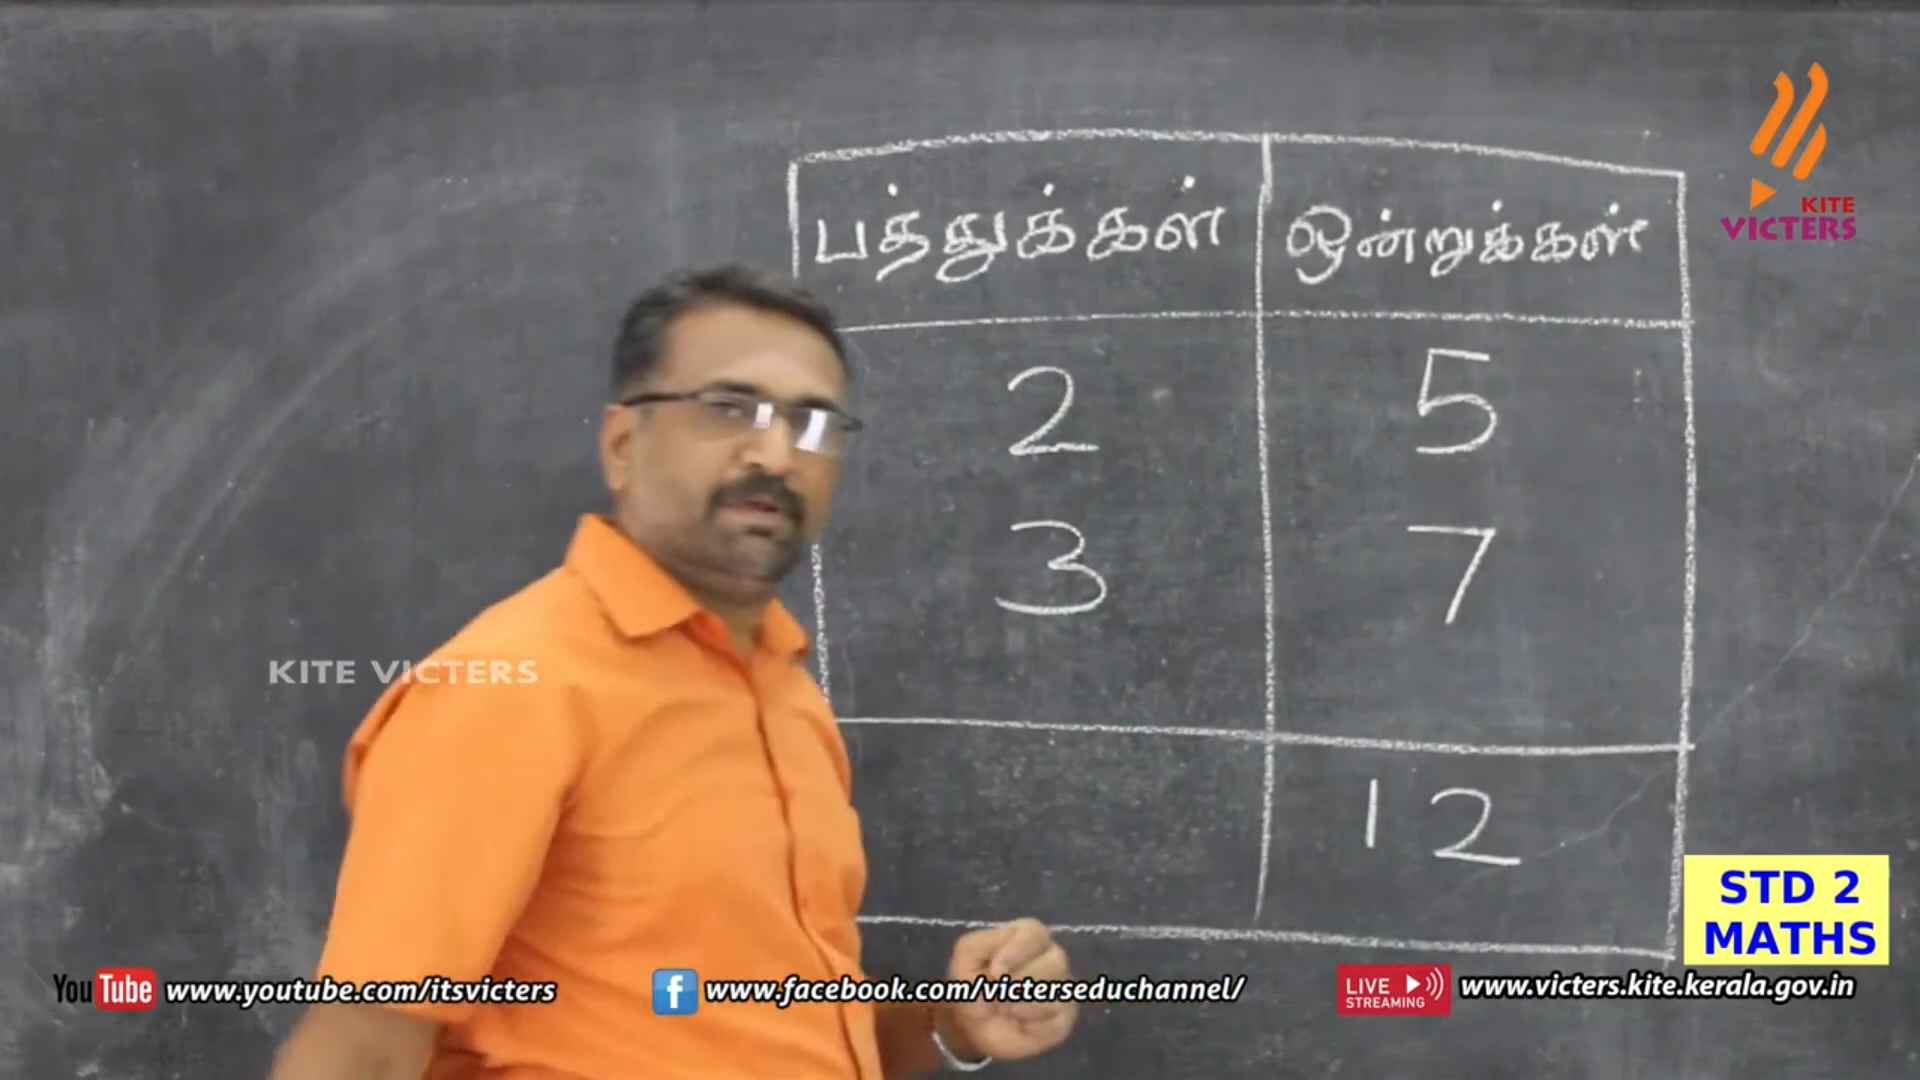 KITE
VICTERS
பத்துக்கள் ஒன்றுக்கள்
2 5
3 7
12
KITE VICTERS
STD 2
MATHS
YouTube www.youtube.com/itsvicters
f www.facebook.com/victerseduchannel/
LIVE STREAMING www.victers.kite.kerala.gov.in